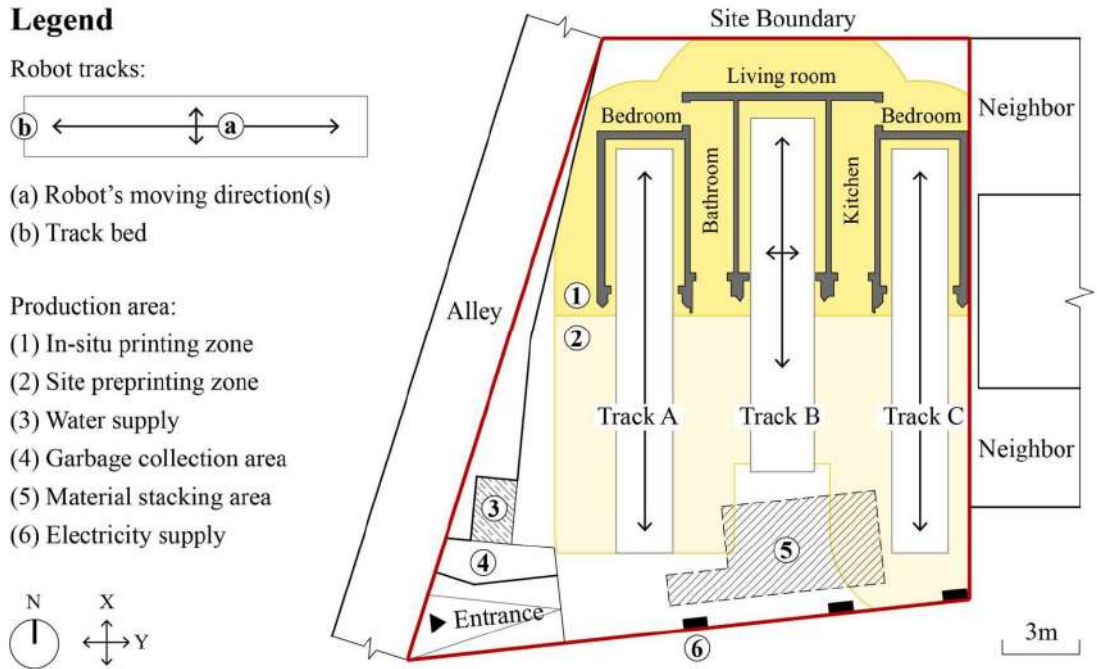 Legend
Robot tracks:
(b) (a)
(a) Robot's moving direction(s)
(b) Track bed
Production area:
(1) In-situ printing zone
(2) Site preprinting zone
(3) Water supply
(4) Garbage collection area
(5) Material stacking area
(6) Electricity supply
N
X
Y
Site Boundary
Living room
Bedroom
Bedroom
Bathroom
Kitchen
Neighbor
Alley
1
2
Track A
Track B
Track C
Neighbor
3
4
5
Entrance
6
3m